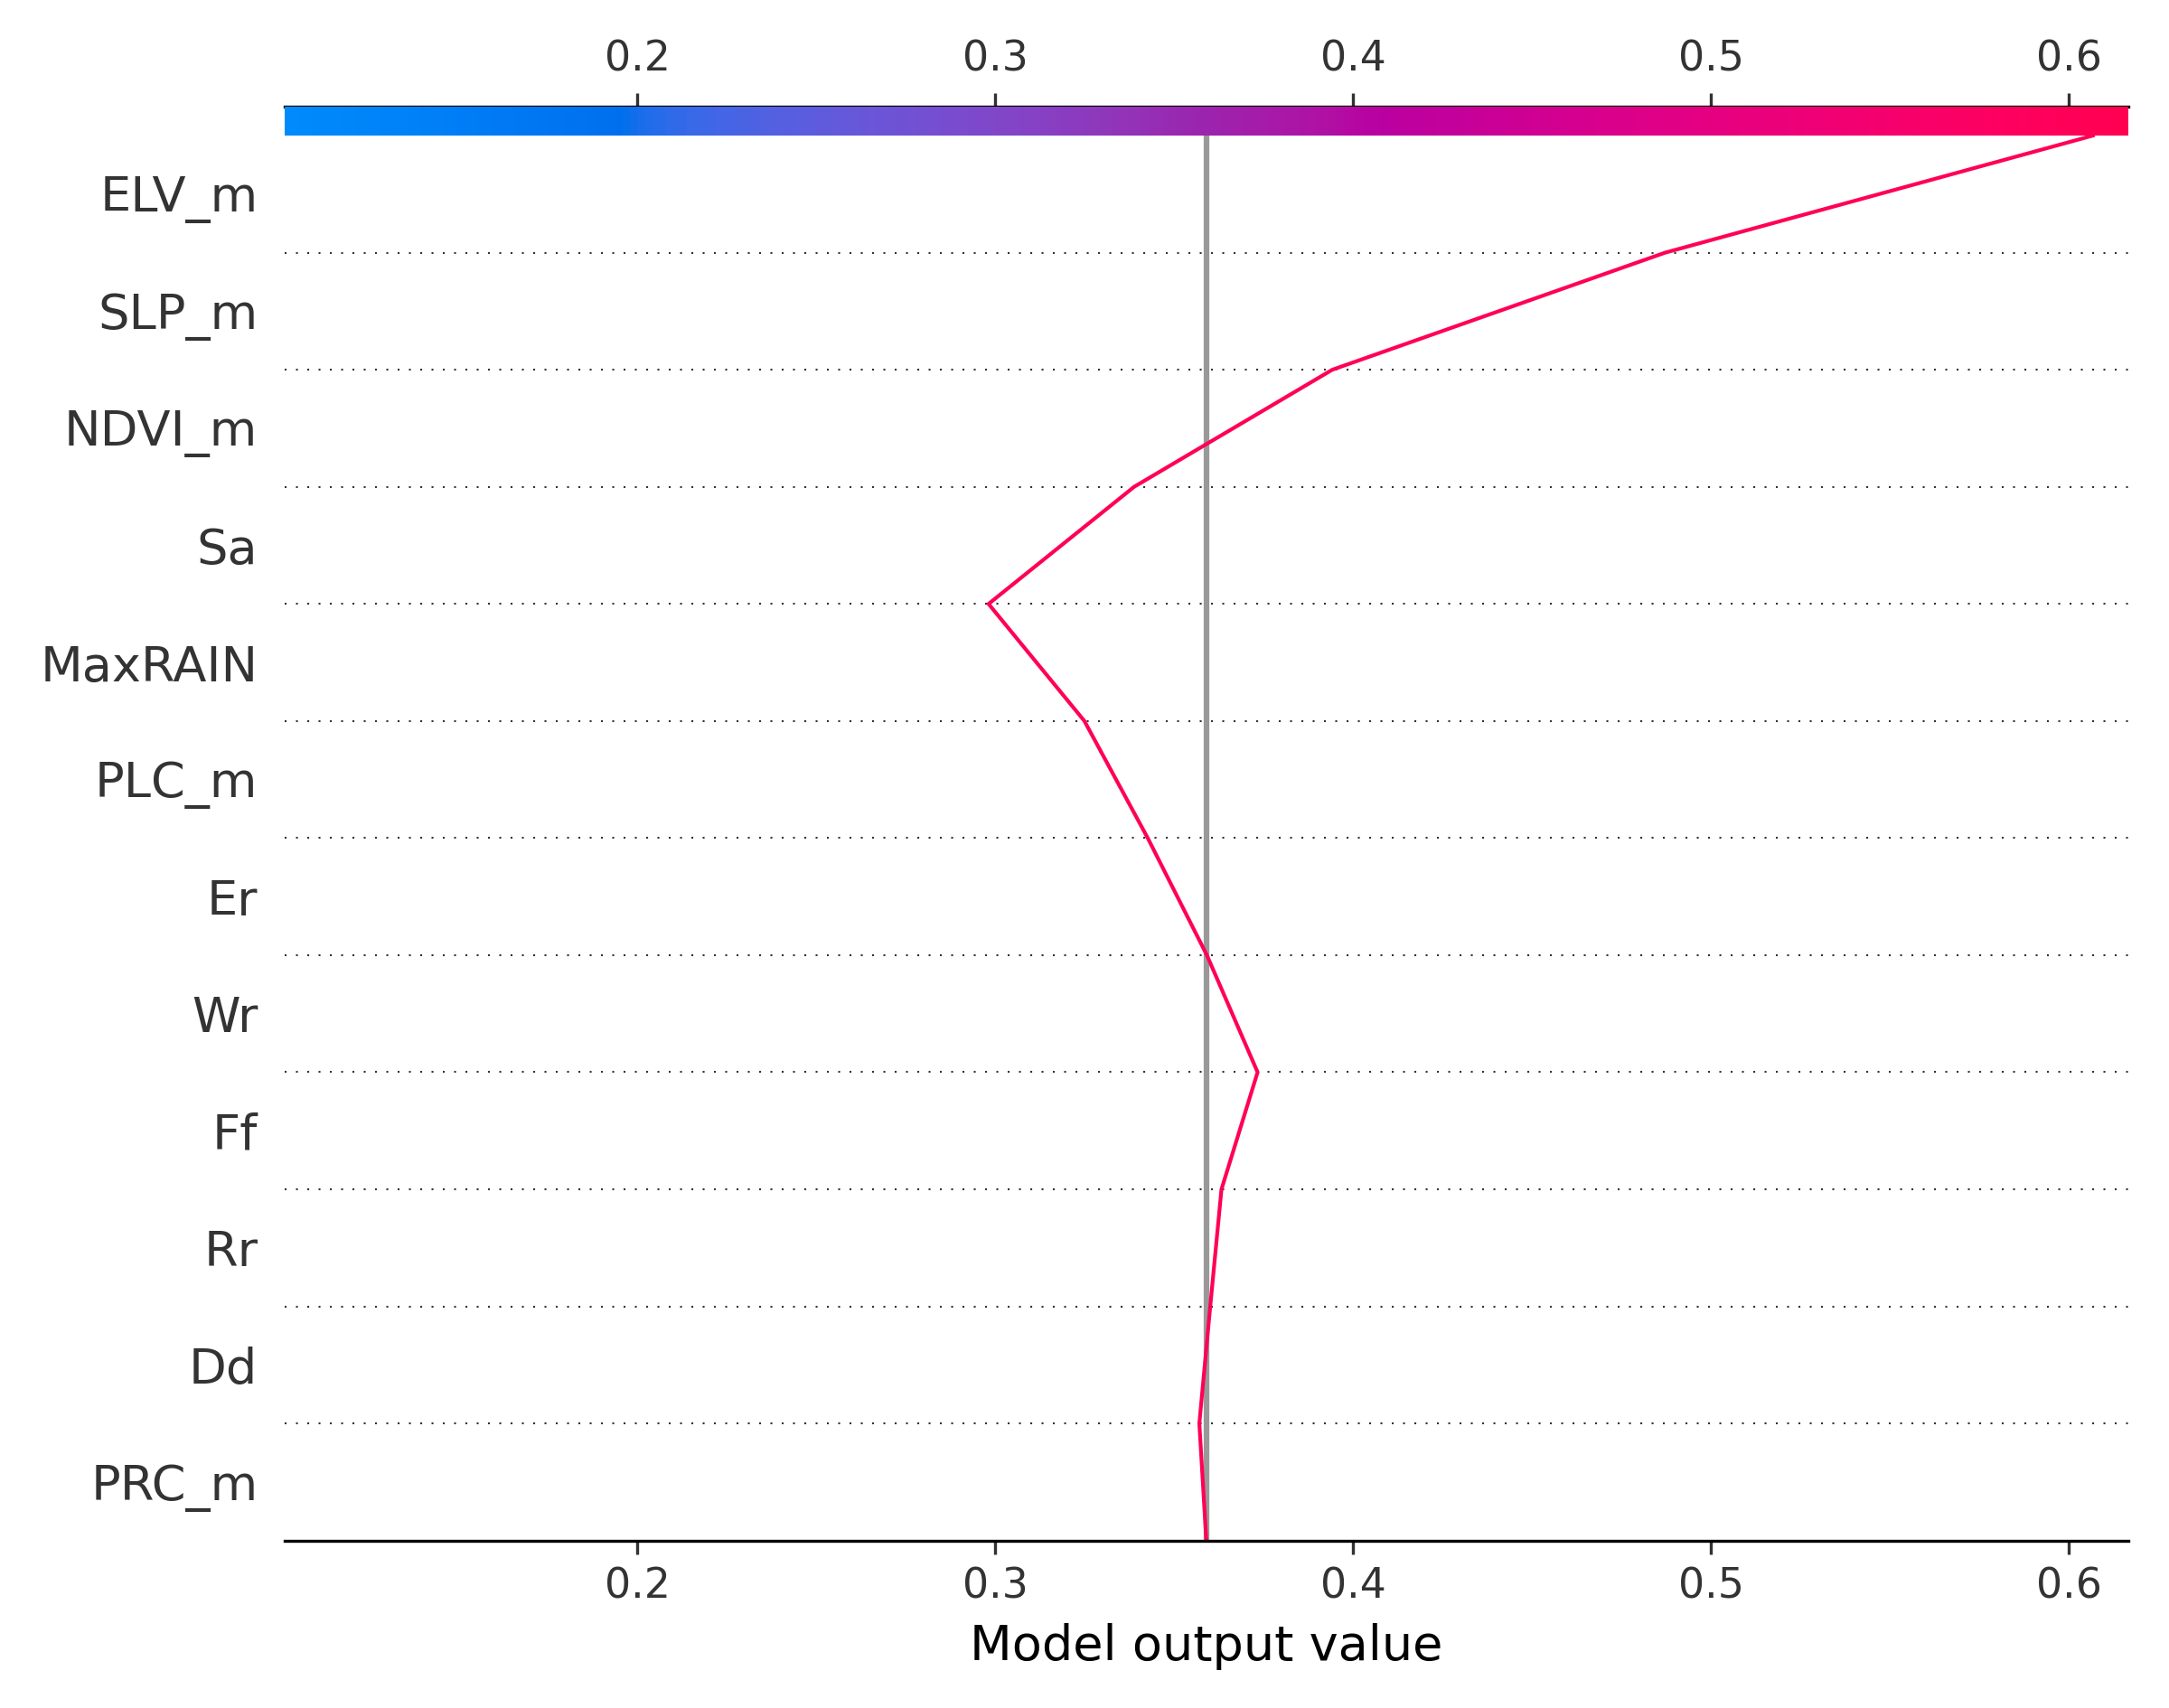 0.2 0.3 0.4 0.5 0.6
ELV_m
SLP_m
NDVI_m
Sa
MaxRAIN
PLC_m
Er
Wr
Ff
Rr
Dd
PRC_m
0.2 0.3 0.4 0.5 0.6
Model output value